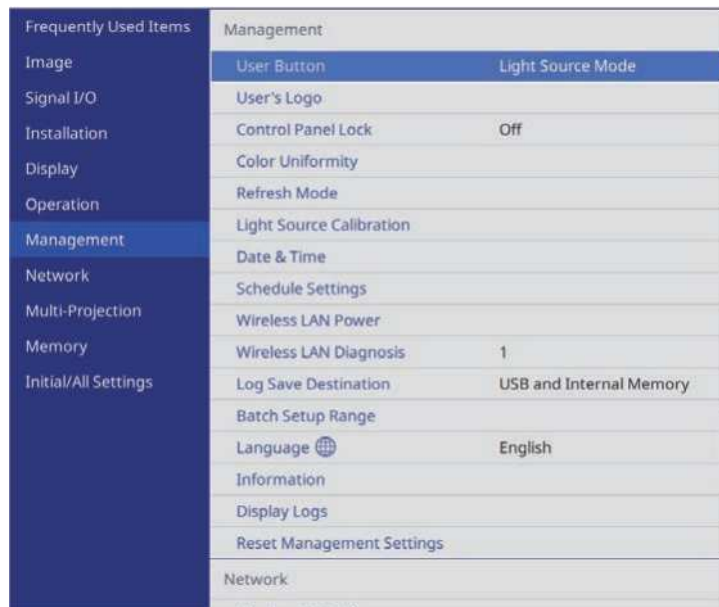 Frequently Used Items
Image
Signal I/O
Installation
Display
Operation
Management
Network
Multi-Projection
Memory
Initial/All Settings
Management
User Button Light Source Mode
User's Logo
Control Panel Lock Off
Color Uniformity
Refresh Mode
Light Source Calibration
Date & Time
Schedule Settings
Wireless LAN Power
Wireless LAN Diagnosis 1
Log Save Destination USB and Internal Memory
Batch Setup Range
Language English
Information
Display Logs
Reset Management Settings
Network